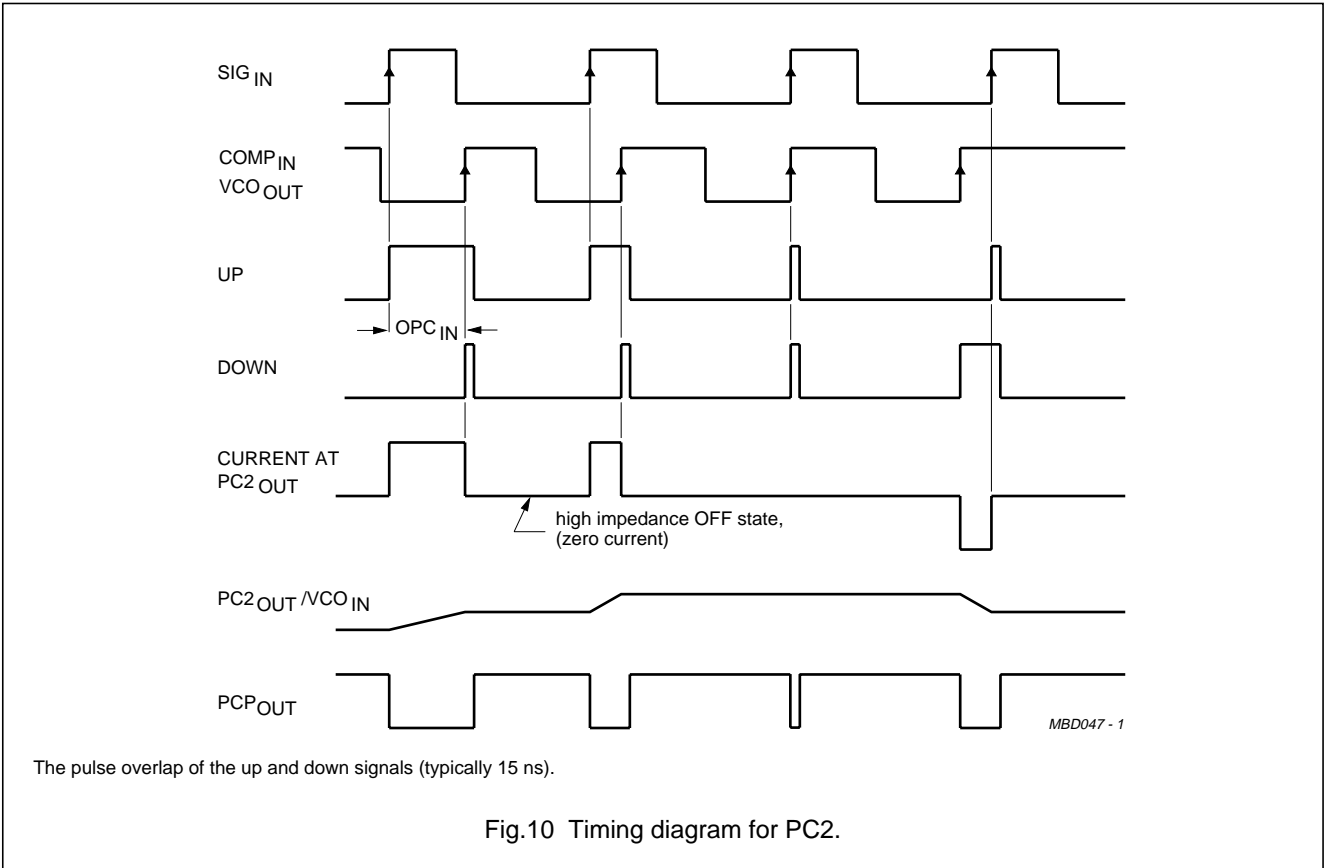 SIG IN
COMP IN
VCO OUT
UP
OPC IN
DOWN
CURRENT AT
PC2 OUT
high impedance OFF state,
(zero current)
PC2 OUT /VCO IN
PCP OUT
MBD047 - 1
The pulse overlap of the up and down signals (typically 15 ns).
Fig.10 Timing diagram for PC2.